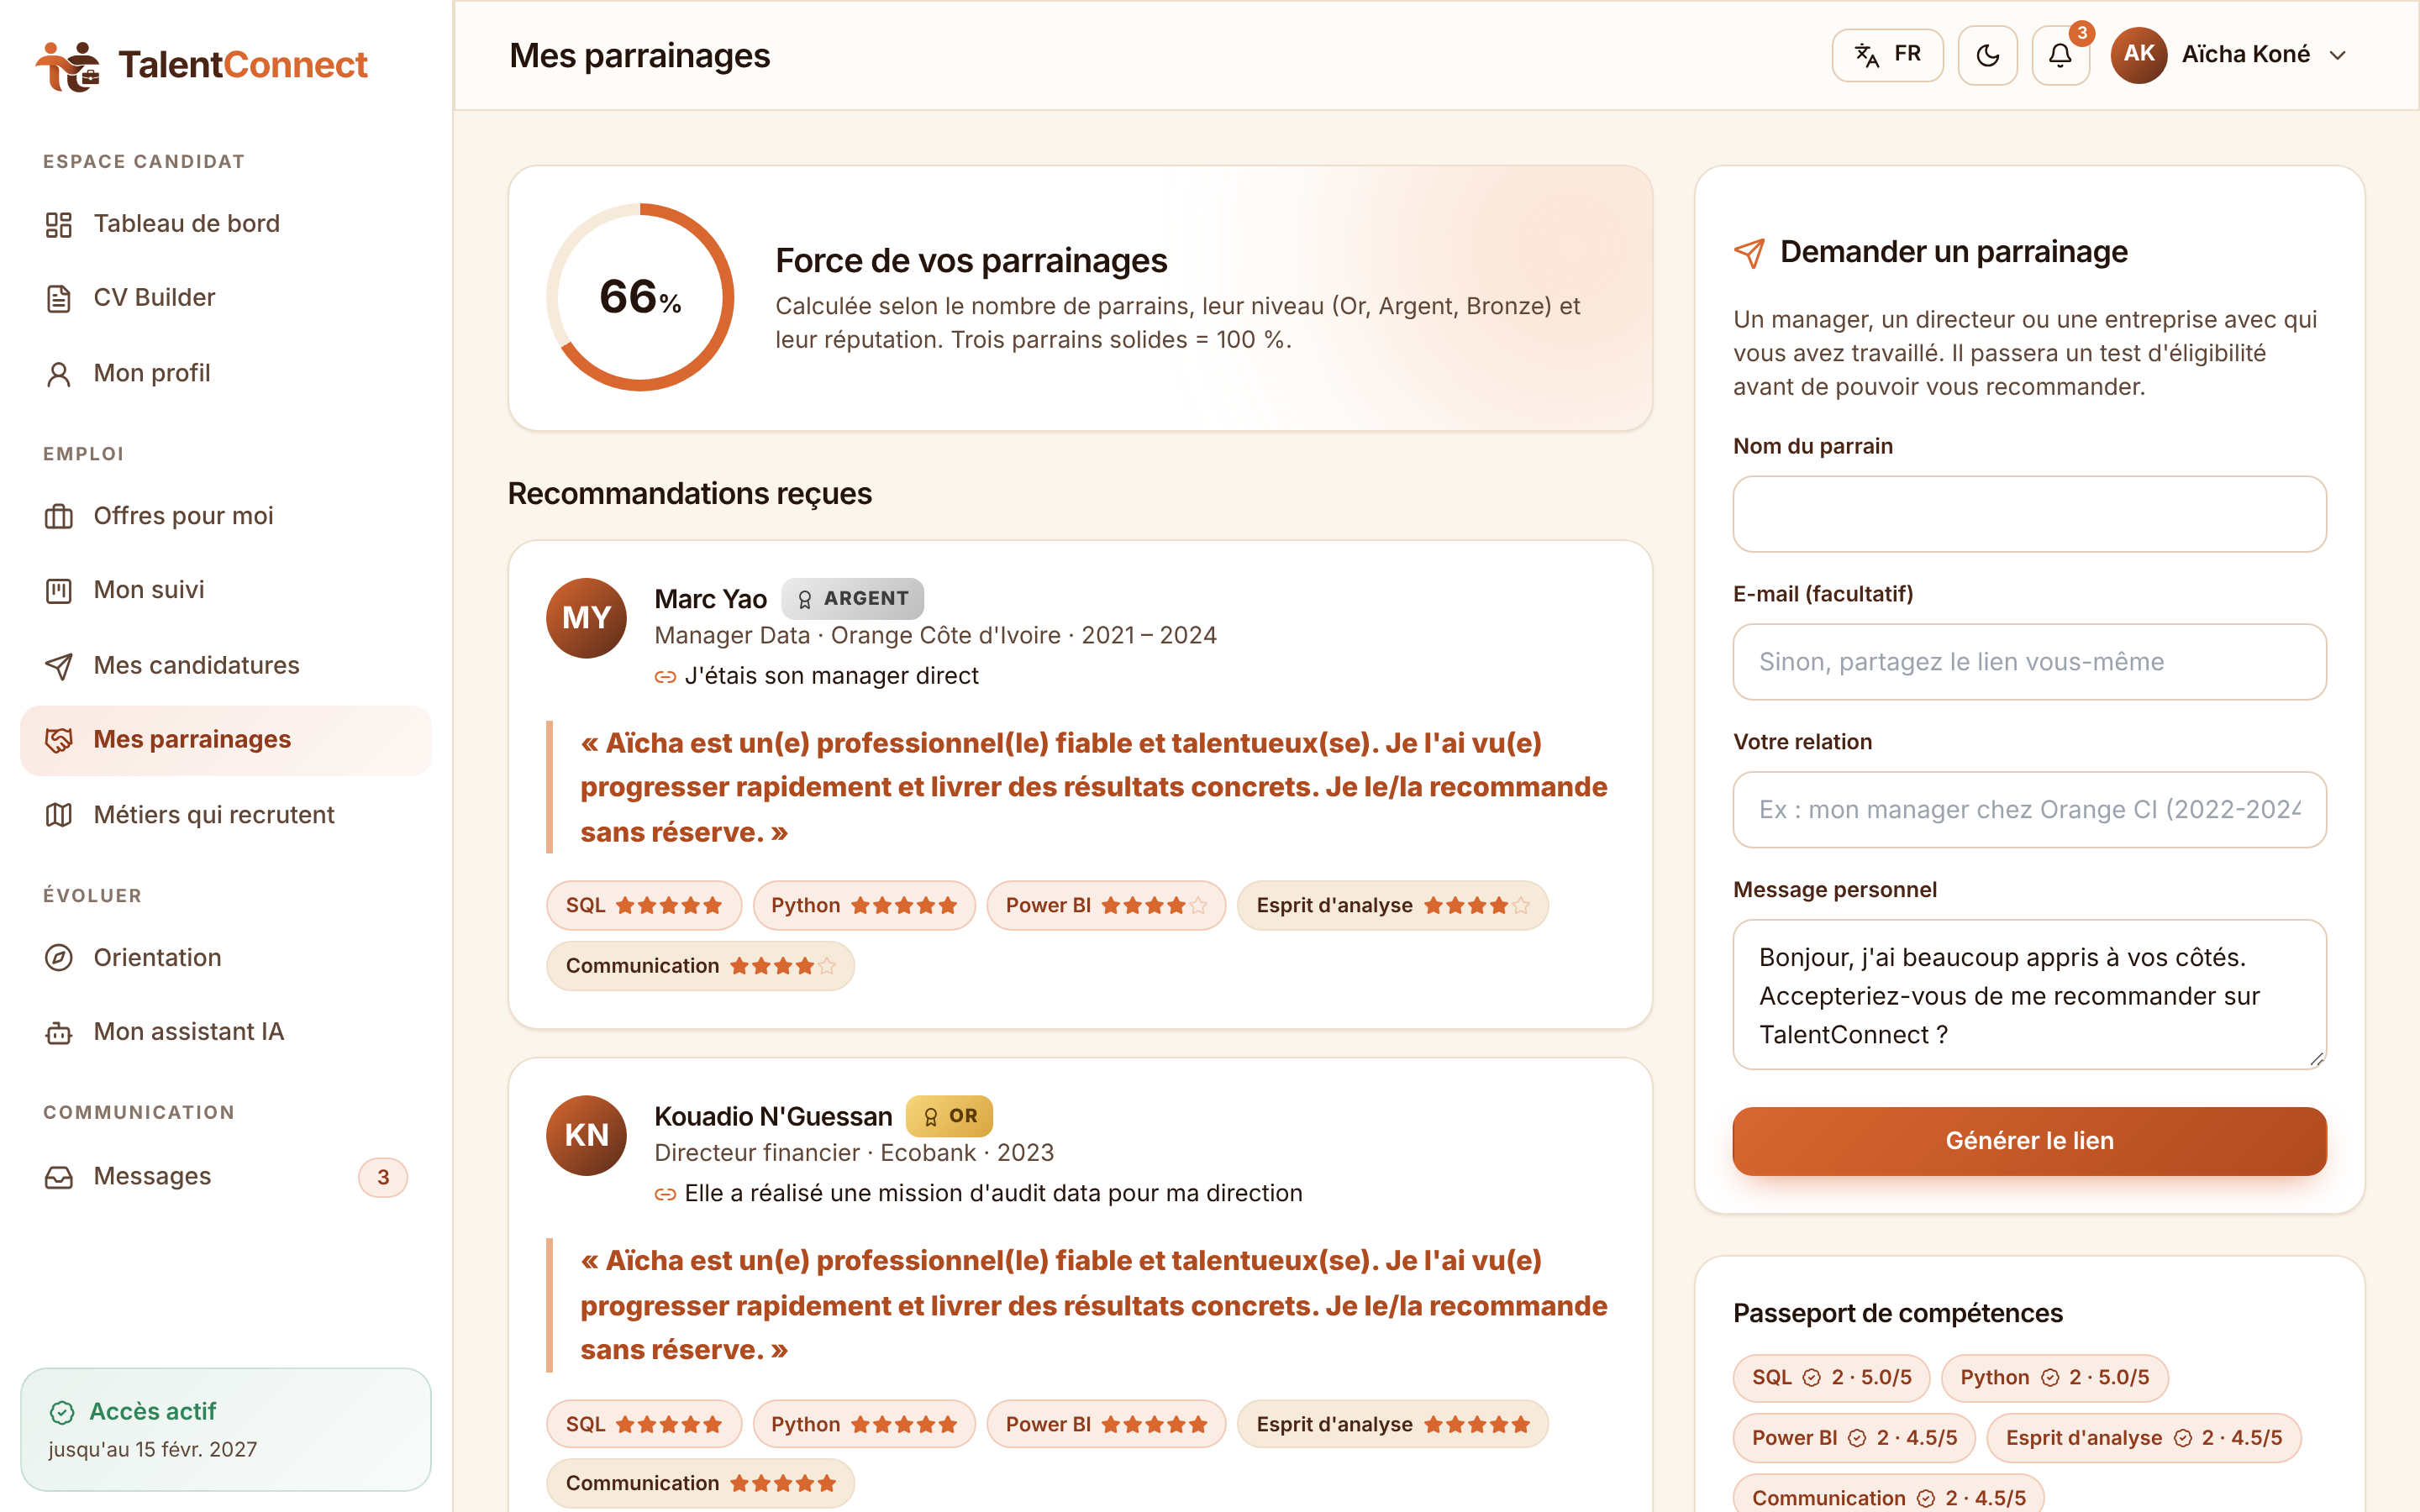 TalentConnect
ESPACE CANDIDAT
Tableau de bord
CV Builder
Mon profil
EMPLOI
Offres pour moi
Mon suivi
Mes candidatures
Mes parrainages
Métiers qui recrutent
ÉVOLUER
Orientation
Mon assistant IA
COMMUNICATION
Messages 3
Accès actif
jusqu'au 15 févr. 2027
Mes parrainages
FR
3
AK Aïcha Koné
66%
Force de vos parrainages
Calculée selon le nombre de parrains, leur niveau (Or, Argent, Bronze) et
leur réputation. Trois parrains solides = 100 %.
Recommandations reçues
MY
Marc Yao ARGENT
Manager Data · Orange Côte d'Ivoire · 2021 – 2024
J'étais son manager direct
« Aïcha est un(e) professionnel(le) fiable et talentueux(se). Je l'ai vu(e)
progresser rapidement et livrer des résultats concrets. Je le/la recommande
sans réserve. »
SQL Python Power BI Esprit d'analyse
Communication
KN
Kouadio N'Guessan OR
Directeur financier · Ecobank · 2023
Elle a réalisé une mission d'audit data pour ma direction
« Aïcha est un(e) professionnel(le) fiable et talentueux(se). Je l'ai vu(e)
progresser rapidement et livrer des résultats concrets. Je le/la recommande
sans réserve. »
SQL Python Power BI Esprit d'analyse
Communication
Demander un parrainage
Un manager, un directeur ou une entreprise avec qui
vous avez travaillé. Il passera un test d'éligibilité
avant de pouvoir vous recommander.
Nom du parrain
E-mail (facultatif)
Sinon, partagez le lien vous-même
Votre relation
Ex : mon manager chez Orange CI (2022-2024
Message personnel
Bonjour, j'ai beaucoup appris à vos côtés.
Accepteriez-vous de me recommander sur
TalentConnect ?
Générer le lien
Passeport de compétences
SQL 2 · 5.0/5 Python 2 · 5.0/5
Power BI 2 · 4.5/5 Esprit d'analyse 2 · 4.5/5
Communication 2 · 4.5/5